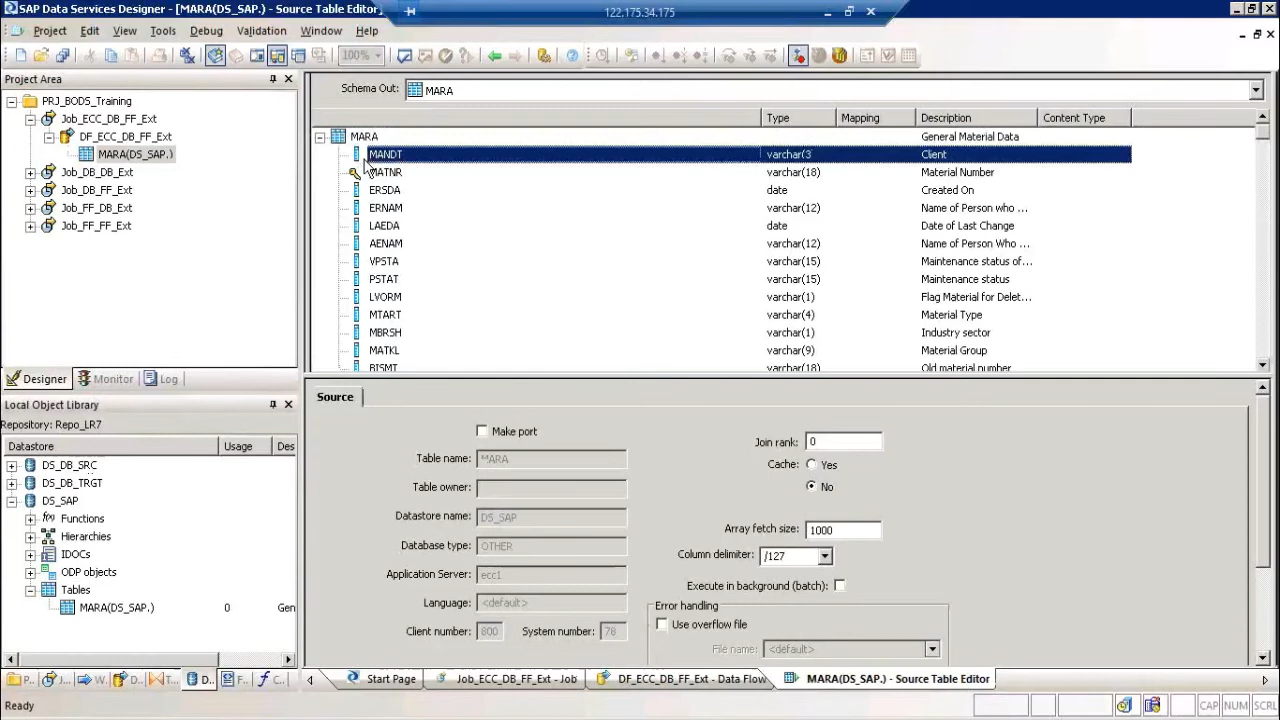 SAP Data Services Designer - [MARA(DS_SAP.) - Source Table Editor]
122.175.34.175
Project Edit View Tools Debug Validation Window Help
100%
Project Area
PRJ_BODS_Training
Job_ECC_DB_FF_Ext
DF_ECC_DB_FF_Ext
MARA(DS_SAP.)
Job_DB_DB_Ext
Job_DB_FF_Ext
Job_FF_DB_Ext
Job_FF_FF_Ext
Designer Monitor Log
Local Object Library
Repository: Repo_LR7
Datastore Usage Des
DS_DB_SRC
DS_DB_TRGT
DS_SAP
Functions
Hierarchies
IDOCs
ODP objects
Tables
MARA(DS_SAP.) 0 Gen
Schema Out: MARA
Type Mapping Description Content Type
MARA General Material Data
MANDT varchar(3 Client
MATNR varchar(18) Material Number
ERSDA date Created On
ERNAM varchar(12) Name of Person who ...
LAEDA date Date of Last Change
AENAM varchar(12) Name of Person Who ...
VPSTA varchar(15) Maintenance status of...
PSTAT varchar(15) Maintenance status
LVORM varchar(1) Flag Material for Delet...
MTART varchar(4) Material Type
MBRSH varchar(1) Industry sector
MATKL varchar(9) Material Group
BISMT varchar(18) Old material number
Source
Make port
Table name: MARA
Table owner:
Datastore name: DS_SAP
Database type: OTHER
Application Server: ecc1
Language: <default>
Client number: 800 System number: 78
Join rank: 0
Cache: Yes
No
Array fetch size: 1000
Column delimiter: /127
Execute in background (batch):
Error handling
Use overflow file
File name: <default>
P.. J.. W.. D.. T.. D.. F.. C..
Start Page Job_ECC_DB_FF_Ext - Job DF_ECC_DB_FF_Ext - Data Flow MARA(DS_SAP.) - Source Table Editor
Ready
CAP NUM SCRL